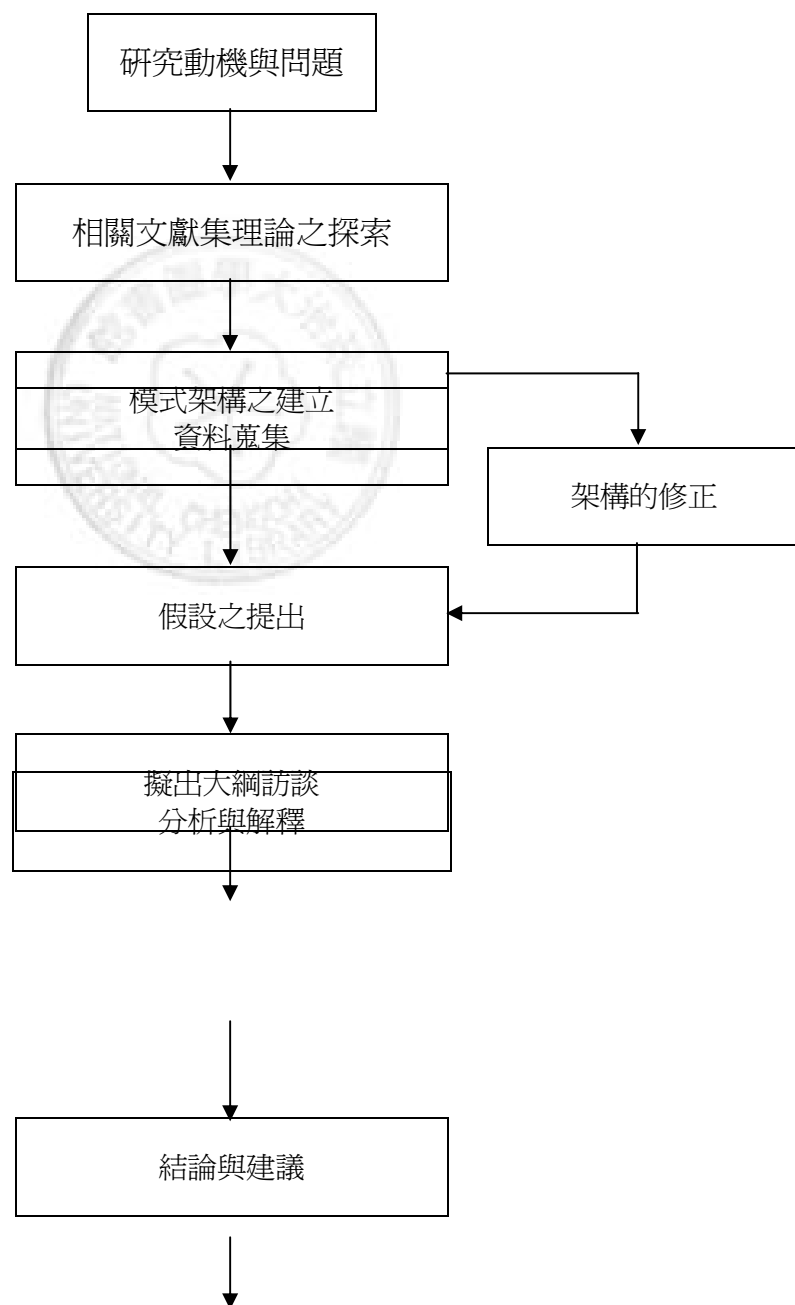 研究動機與問題
相關文獻集理論之探索
模式架構之建立
資料蒐集
架構的修正
假設之提出
擬出大綱訪談
分析與解釋
結論與建議